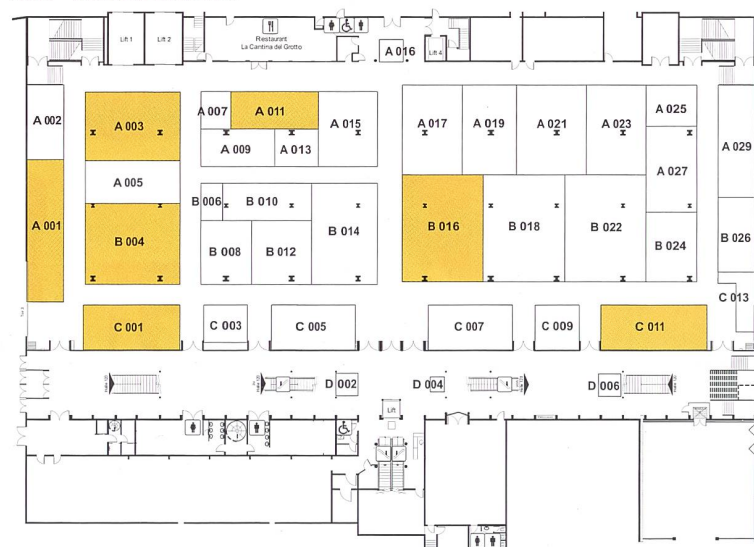 Lift 1
Lift 2
Restaurant
La Cantina del Grotto
A 016
Lift 4
A 002
A 003
A 007
A 011
A 015
A 009
A 013
A 017
A 019
A 021
A 023
A 025
A 027
A 029
A 005
A 001
B 004
B 006
B 010
B 008
B 012
B 014
B 016
B 018
B 022
B 024
B 026
C 013
C 001
C 003
C 005
C 007
C 009
C 011
D 002
D 004
D 006
Lift